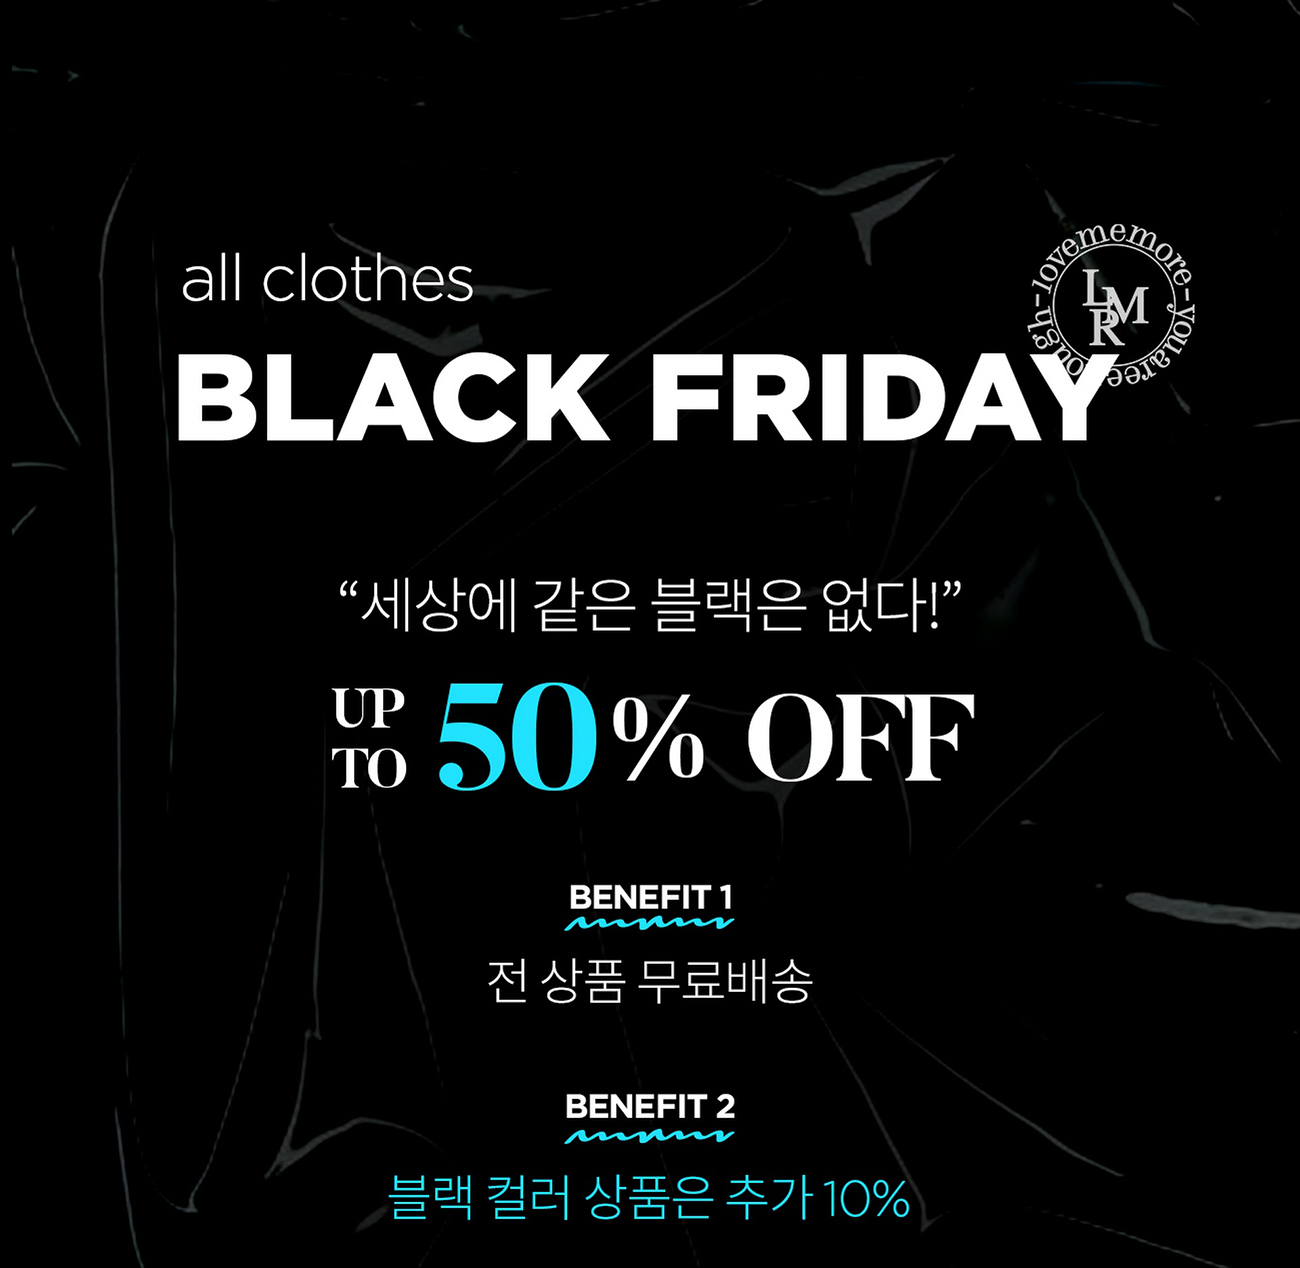 all clothes
lovememore-youareenough-
LMR
BLACK FRIDAY
“세상에 같은 블랙은 없다!”
UP TO 50% OFF
BENEFIT 1
전 상품 무료배송
BENEFIT 2
블랙 컬러 상품은 추가 10%